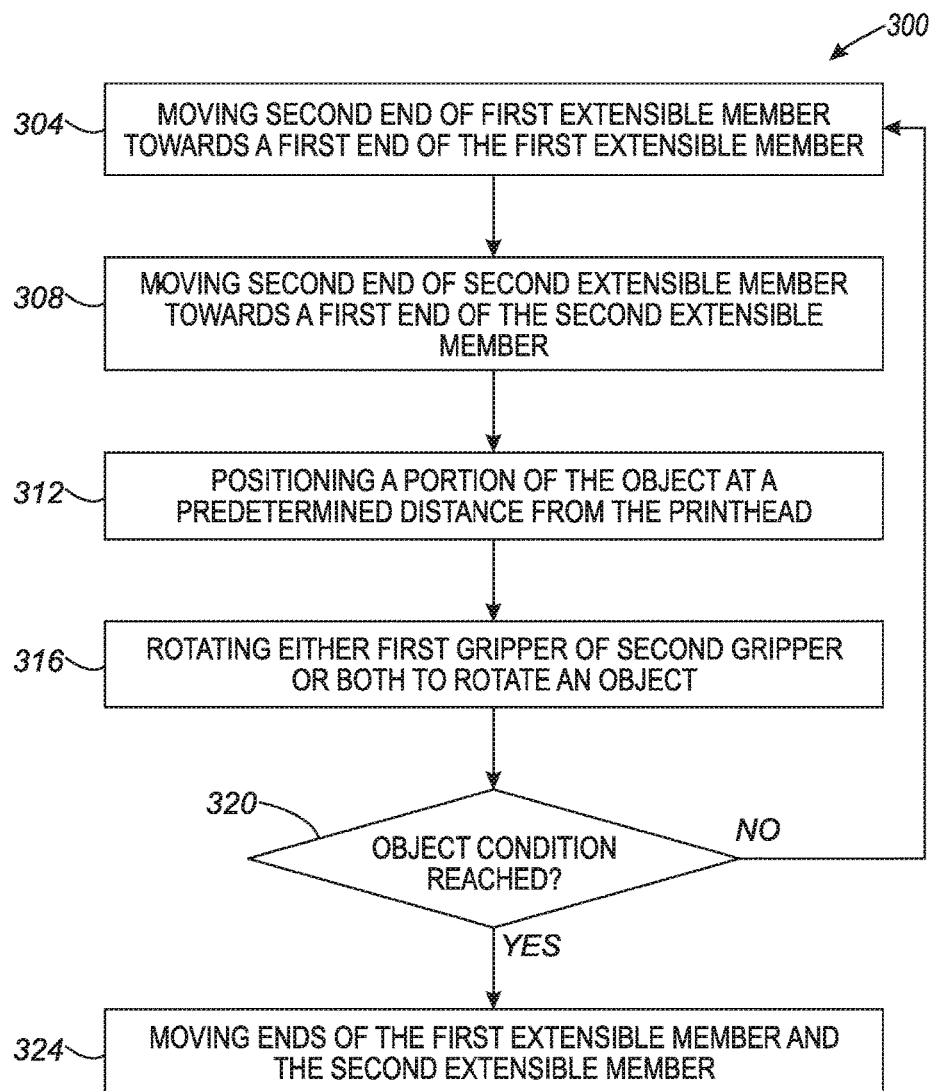 300
304
MOVING SECOND END OF FIRST EXTENSIBLE MEMBER
TOWARDS A FIRST END OF THE FIRST EXTENSIBLE MEMBER
308
MOVING SECOND END OF SECOND EXTENSIBLE MEMBER
TOWARDS A FIRST END OF THE SECOND EXTENSIBLE
MEMBER
312
POSITIONING A PORTION OF THE OBJECT AT A
PREDETERMINED DISTANCE FROM THE PRINTHEAD
316
ROTATING EITHER FIRST GRIPPER OF SECOND GRIPPER
OR BOTH TO ROTATE AN OBJECT
320
OBJECT CONDITION
REACHED?
NO
YES
324
MOVING ENDS OF THE FIRST EXTENSIBLE MEMBER AND
THE SECOND EXTENSIBLE MEMBER